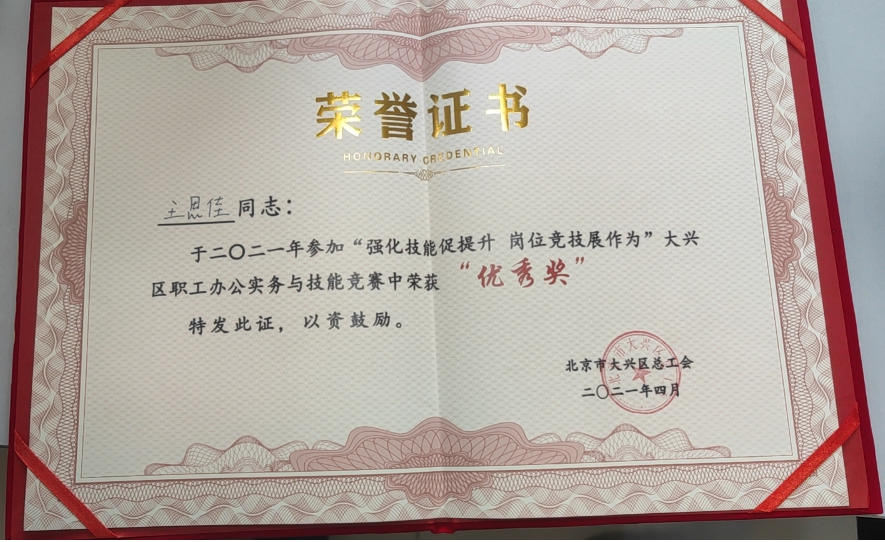 荣誉证书
HONORARY CREDENTIAL
王恩佳同志：
于二〇二一年参加“强化技能促提升 岗位竞技展作为”大兴
区职工办公实务与技能竞赛中荣获“优秀奖”
特发此证，以资鼓励。
北京市大兴区总工会
二〇二一年四月